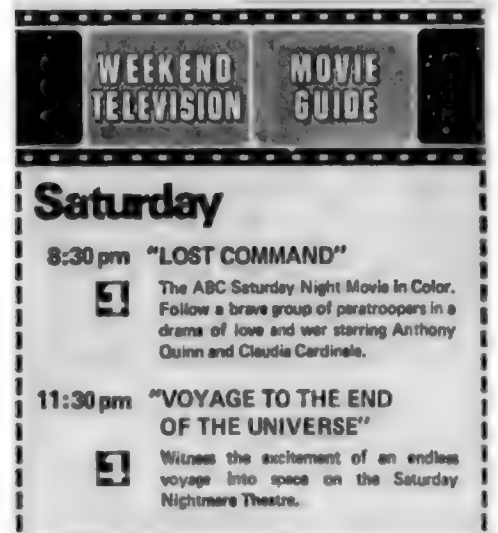 WEEKEND MOVIE
TELEVISION GUIDE
Saturday
8:30 pm "LOST COMMAND"
The ABC Saturday Night Movie in Color.
Follow a brave group of paratroopers in a
drama of love and war starring Anthony
Quinn and Claudia Cardinale.
11:30 pm "VOYAGE TO THE END
OF THE UNIVERSE"
Witness the excitement of an endless
voyage into space on the Saturday
Nightmare Theatre.